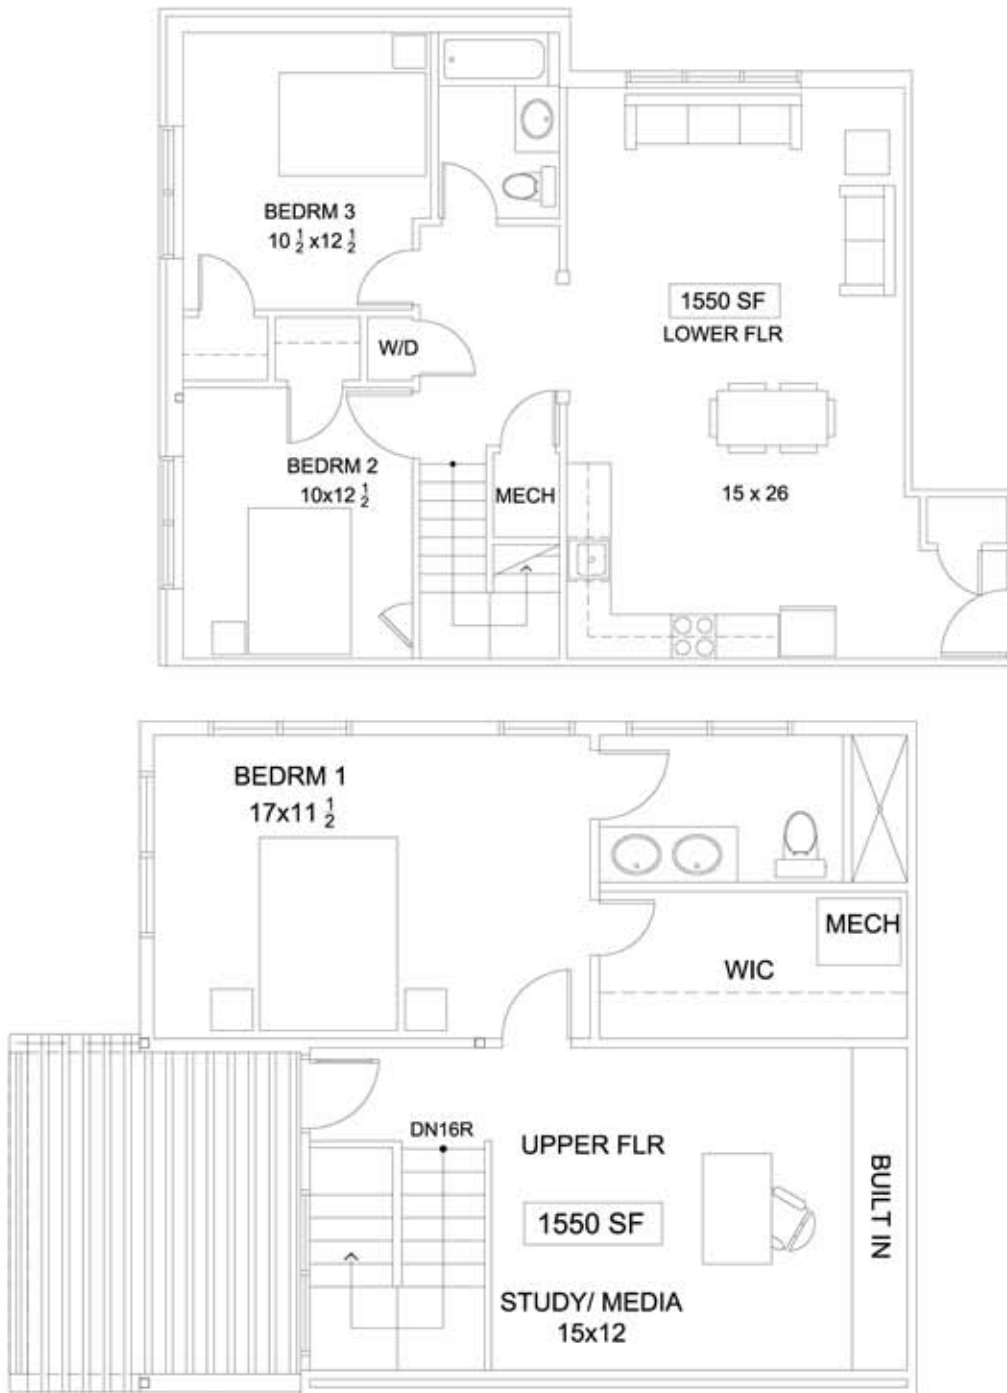 BEDRM 3
10 1/2 x12 1/2
1550 SF
LOWER FLR
W/D
BEDRM 2
10x12 1/2
MECH
15 x 26
BEDRM 1
17x11 1/2
MECH
WIC
DN16R
UPPER FLR
1550 SF
BUILT IN
STUDY/ MEDIA
15x12